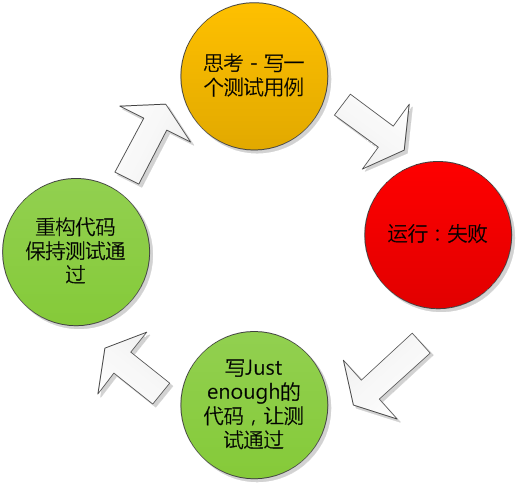 思考 - 写一
个测试用例
运行：失败
写Just
enough的
代码，让测
试通过
重构代码
保持测试通
过